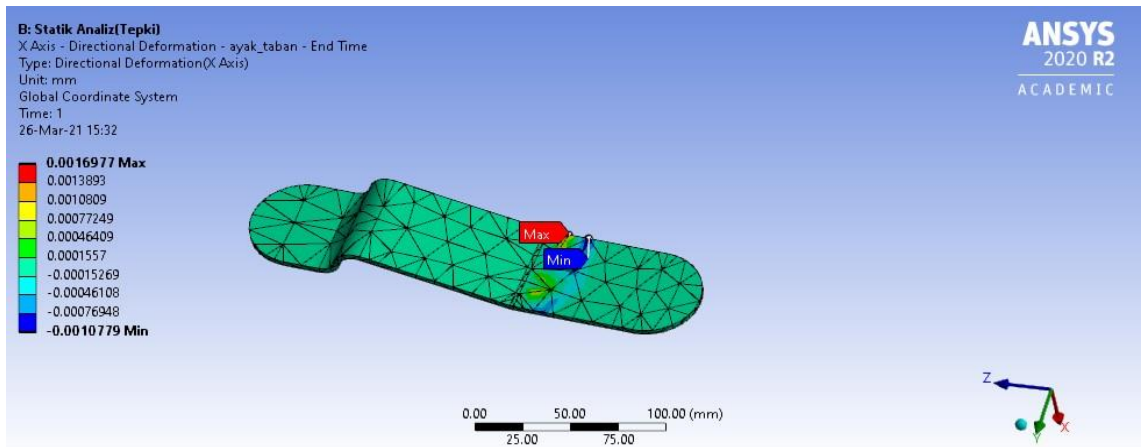 B: Statik Analiz(Tepki)
X Axis - Directional Deformation - ayak_taban - End Time
Type: Directional Deformation(X Axis)
Unit: mm
Global Coordinate System
Time: 1
26-Mar-21 15:32
ANSYS
2020 R2
ACADEMIC
0.0016977 Max
0.0013893
0.0010809
0.00077249
0.00046409
0.0001557
-0.00015269
-0.00046108
-0.00076948
-0.0010779 Min
Max
Min
0.00 50.00 100.00 (mm)
25.00 75.00
Z
Y
X